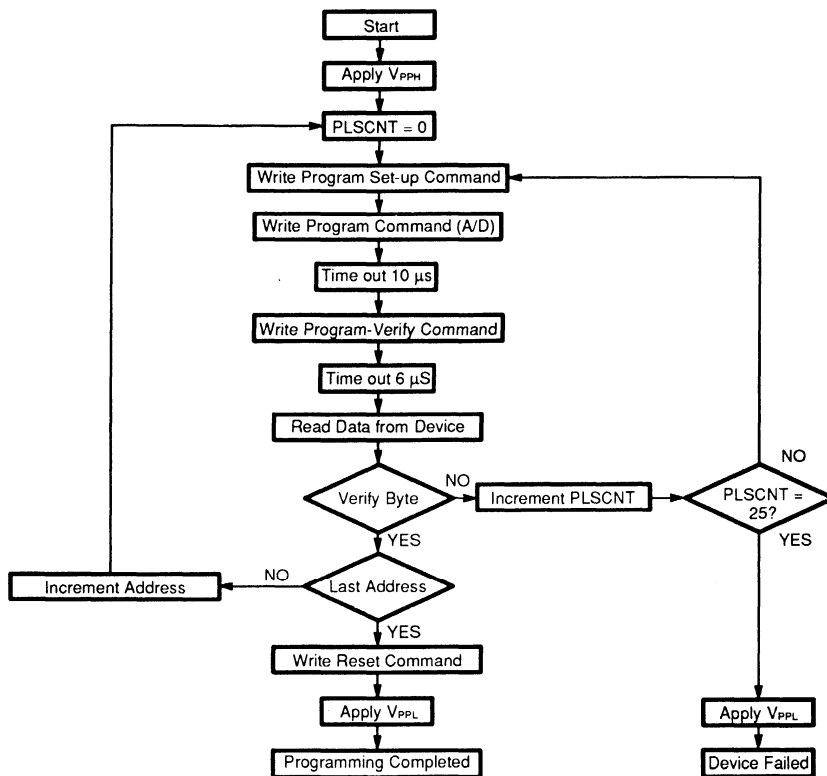 Start
Apply VPPH
PLSCNT = 0
Write Program Set-up Command
Write Program Command (A/D)
Time out 10 µs
Write Program-Verify Command
Time out 6 µS
Read Data from Device
Verify Byte
NO
Increment PLSCNT
PLSCNT =
25?
NO
YES
YES
Last Address
NO
Increment Address
YES
Write Reset Command
Apply VPPL
Programming Completed
Apply VPPL
Device Failed